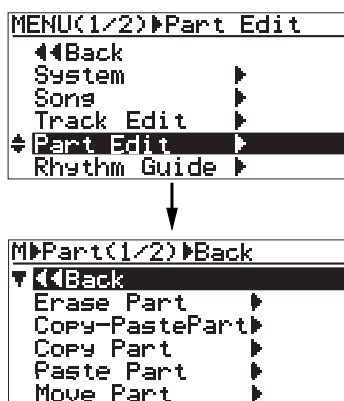 MENU(1/2)▶Part Edit
◀◀Back
System ▶
Song ▶
Track Edit ▶
Part Edit ▶
Rhythm Guide ▶
M▶Part(1/2)▶Back
◀◀Back
Erase Part ▶
Copy-PastePart▶
Copy Part ▶
Paste Part ▶
Move Part ▶